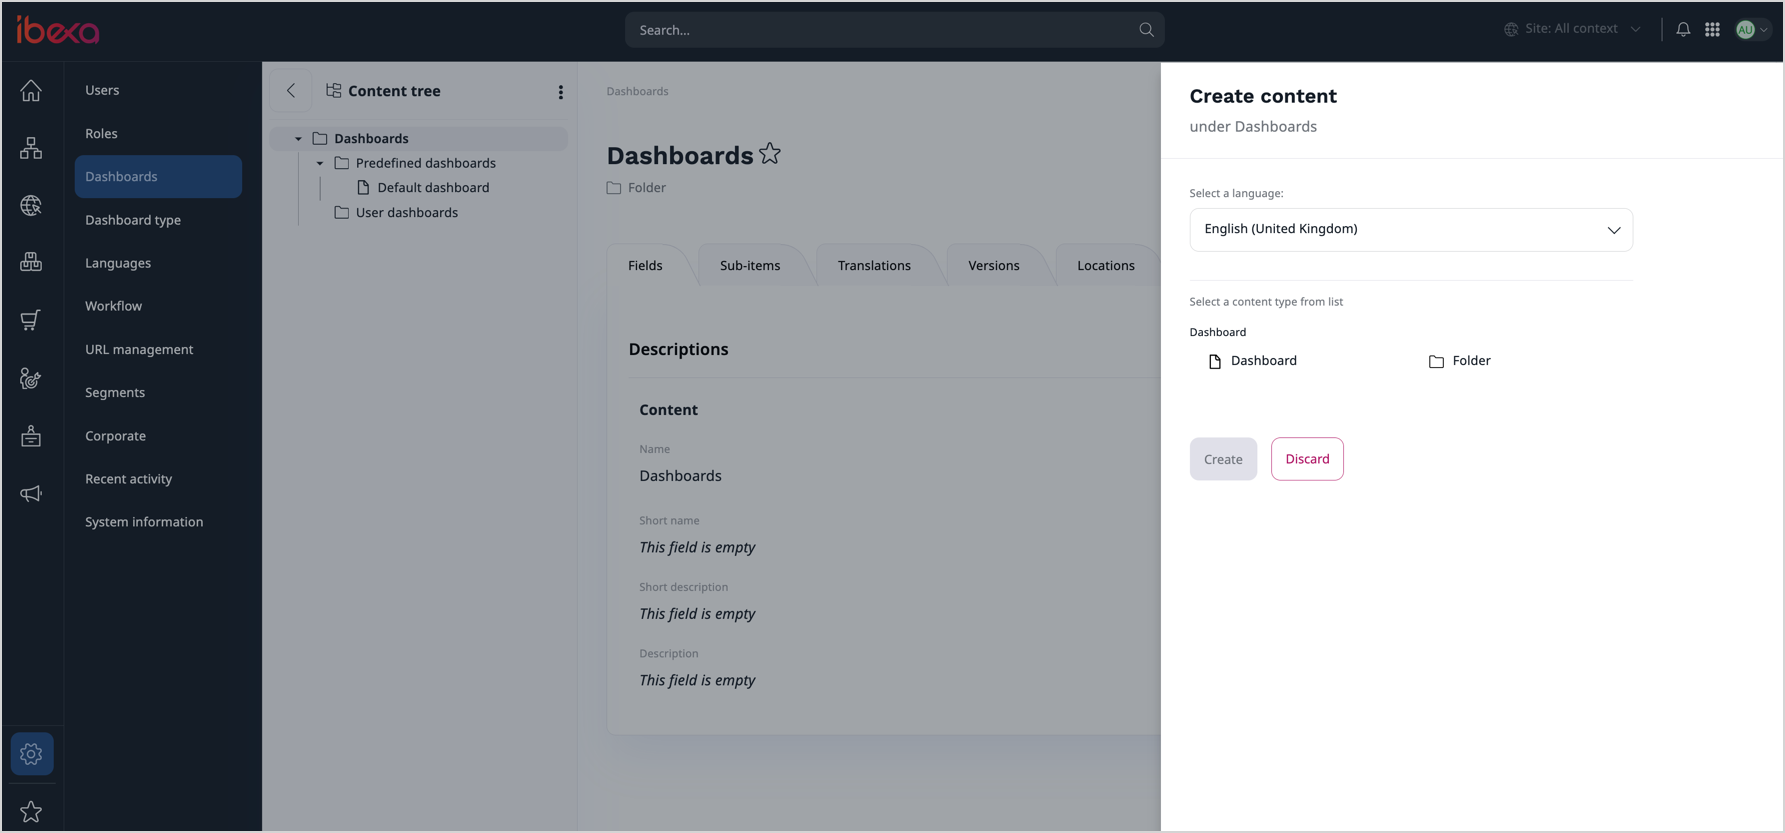 ibexa
Search...
Site: All context
AU
Users
Roles
Dashboards
Dashboard type
Languages
Workflow
URL management
Segments
Corporate
Recent activity
System information
Content tree
Dashboards
Predefined dashboards
Default dashboard
User dashboards
Dashboards
Dashboards
Folder
Fields
Sub-items
Translations
Versions
Locations
Descriptions
Content
Name
Dashboards
Short name
This field is empty
Short description
This field is empty
Description
This field is empty
Create content
under Dashboards
Select a language:
English (United Kingdom)
Select a content type from list
Dashboard
Dashboard
Folder
Create
Discard